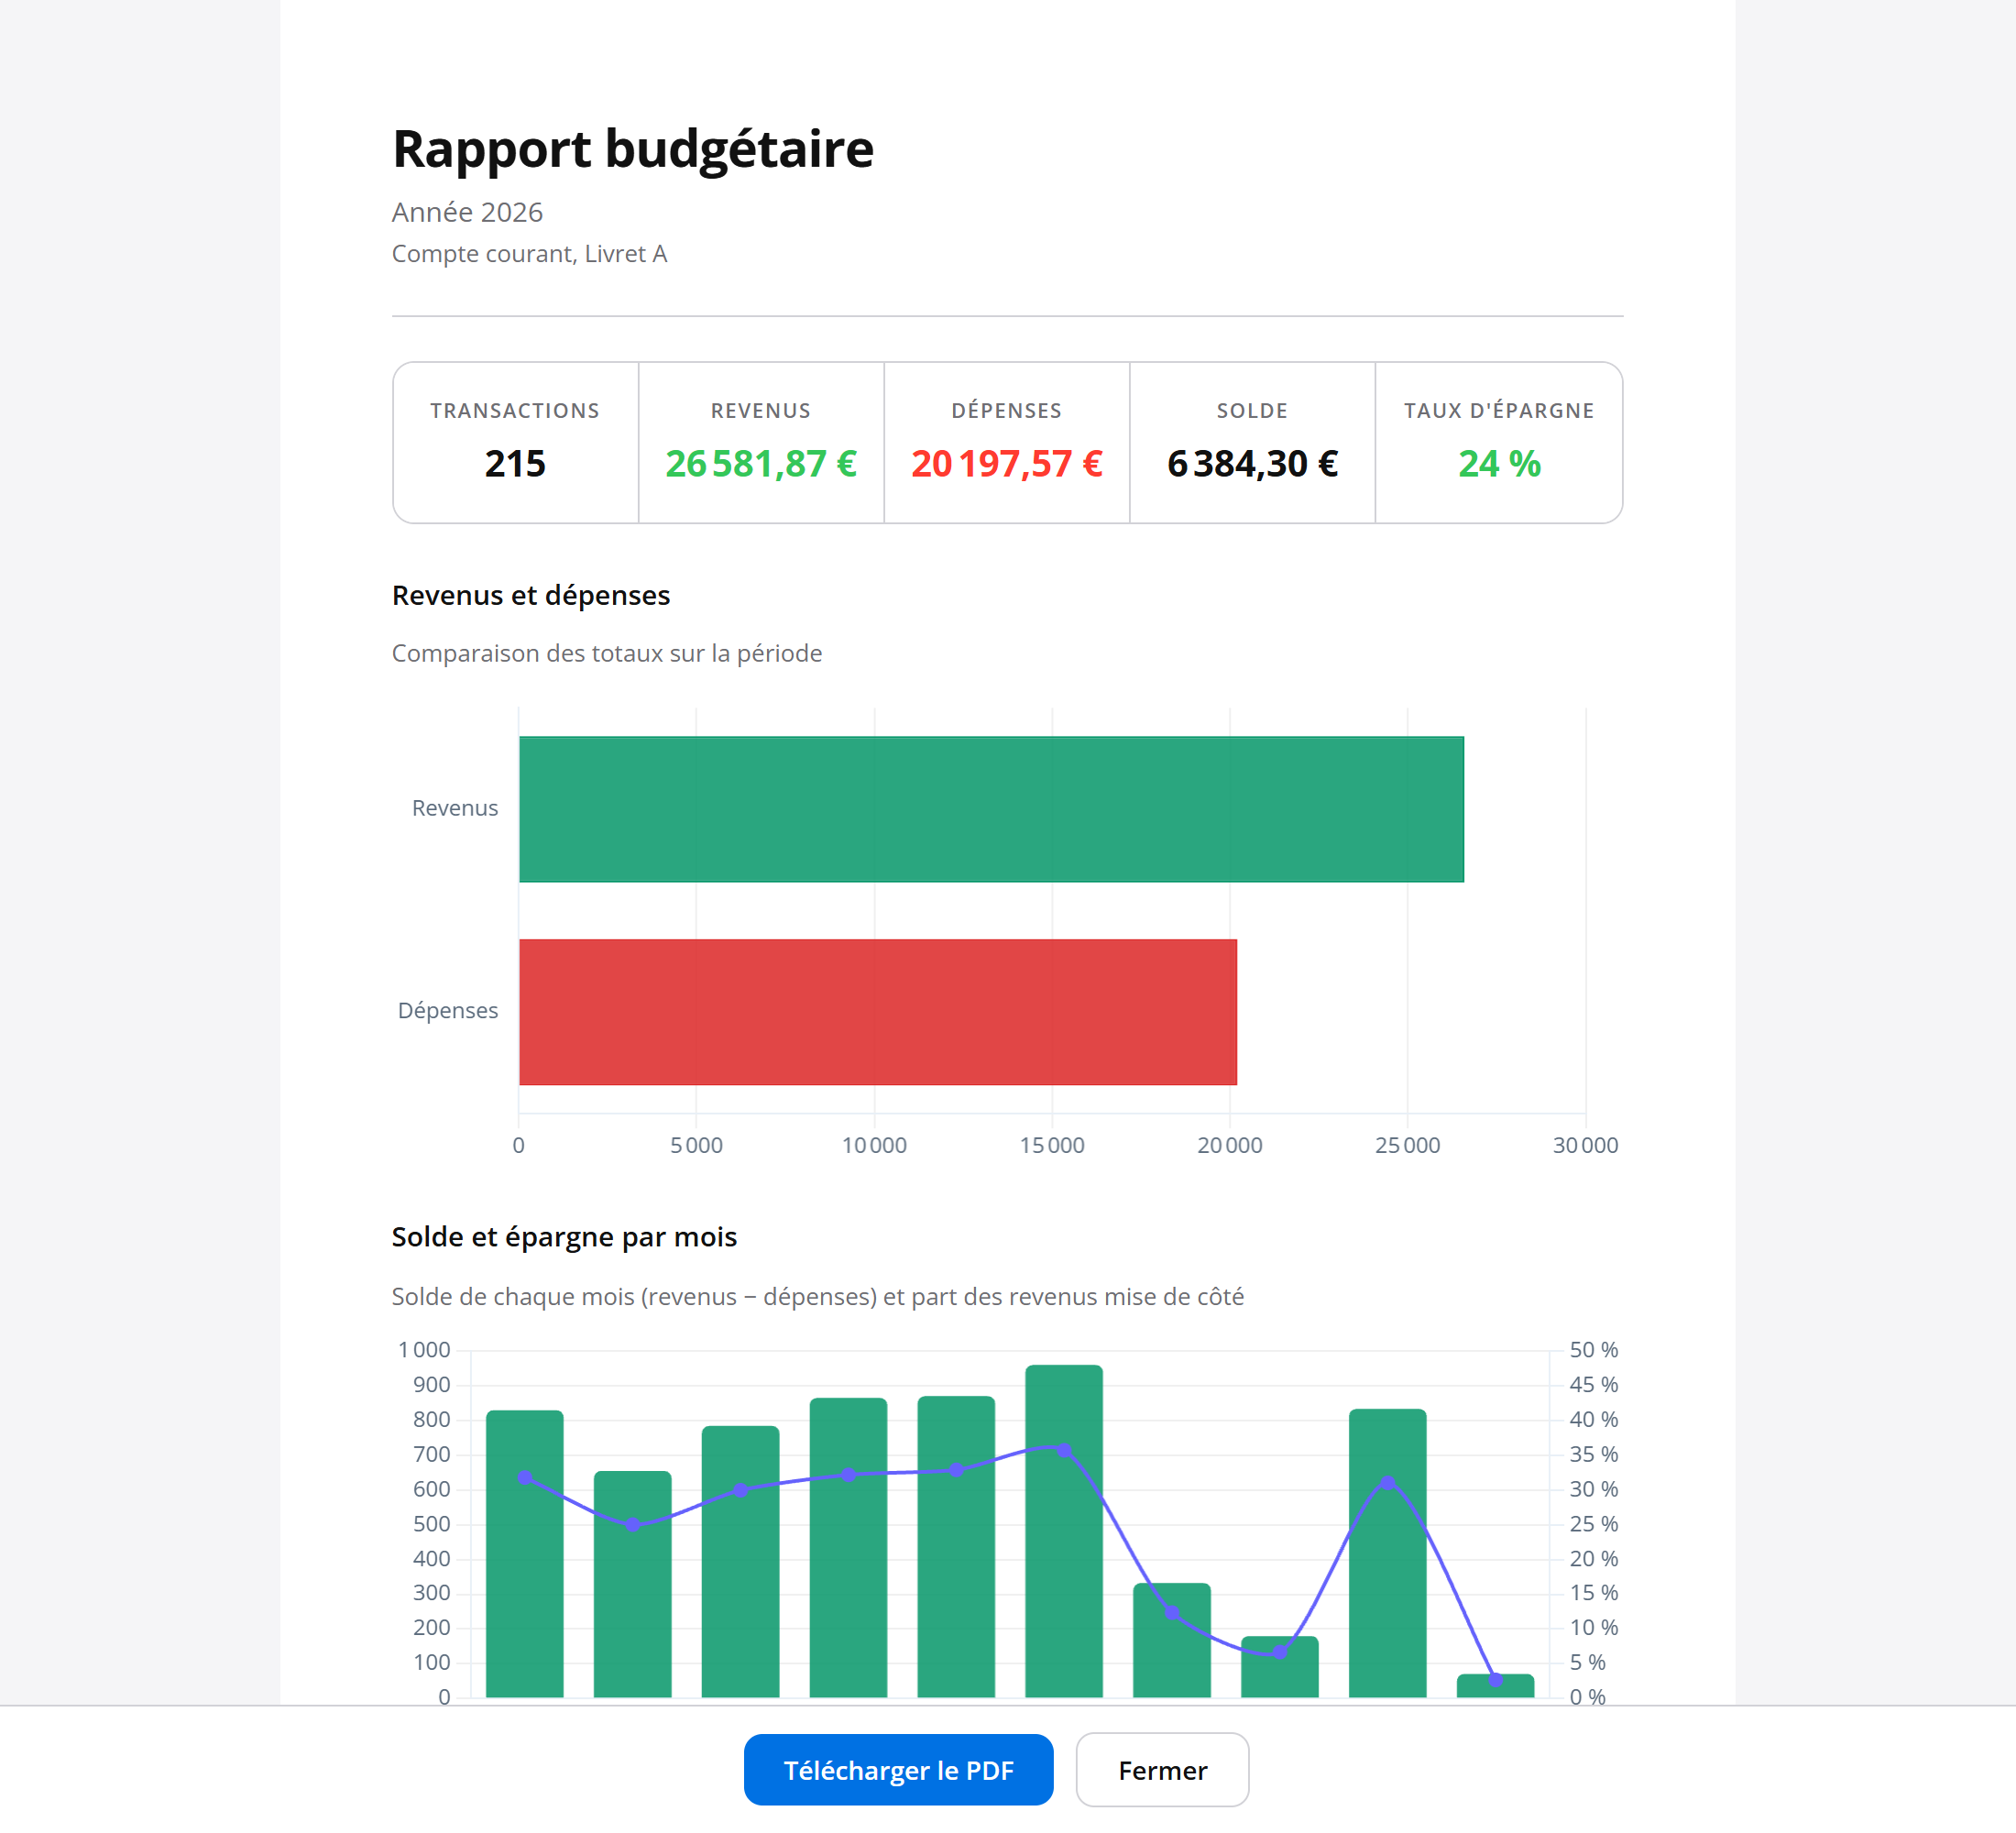 Rapport budgétaire
Année 2026
Compte courant, Livret A
TRANSACTIONS REVENUS DÉPENSES SOLDE TAUX D'ÉPARGNE
215 26 581,87 € 20 197,57 € 6 384,30 € 24 %
Revenus et dépenses
Comparaison des totaux sur la période
Revenus
Dépenses
0 5 000 10 000 15 000 20 000 25 000 30 000
Solde et épargne par mois
Solde de chaque mois (revenus − dépenses) et part des revenus mise de côté
1 000 50 %
900 45 %
800 40 %
700 35 %
600 30 %
500 25 %
400 20 %
300 15 %
200 10 %
100 5 %
0 0 %
Télécharger le PDF Fermer